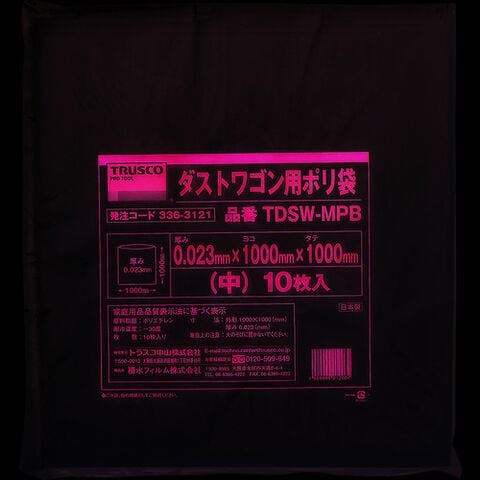 TRUSCO
PRO TOOL
ダストワゴン用ポリ袋
発注コード 336-3121
品番 TDSW-MPB
厚み ヨコ タテ
0.023mm×1000mm×1000mm
(中) 10枚入
厚み
0.023mm
1000mm
1000mm
日本製
家庭用品品質表示法に基づく表示
原料樹脂:ポリエチレン
寸法:外形1000×1000(mm)
厚み 0.023(mm)
耐冷温度:-30度
枚数:10枚入り
トラスコ中山株式会社
0120-509-849
積水フィルム株式会社